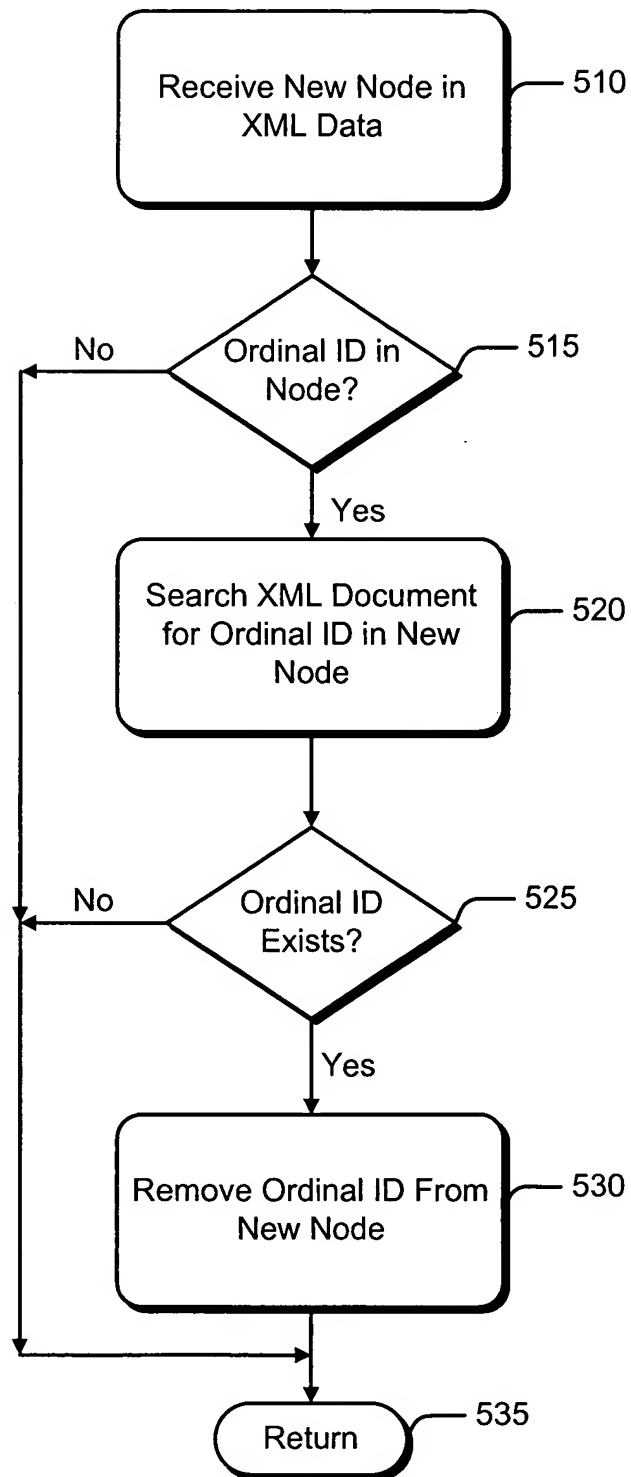 Receive New Node in
XML Data
510
Ordinal ID in
Node?
515
No
Yes
Search XML Document
for Ordinal ID in New
Node
520
Ordinal ID
Exists?
525
No
Yes
Remove Ordinal ID From
New Node
530
Return
535